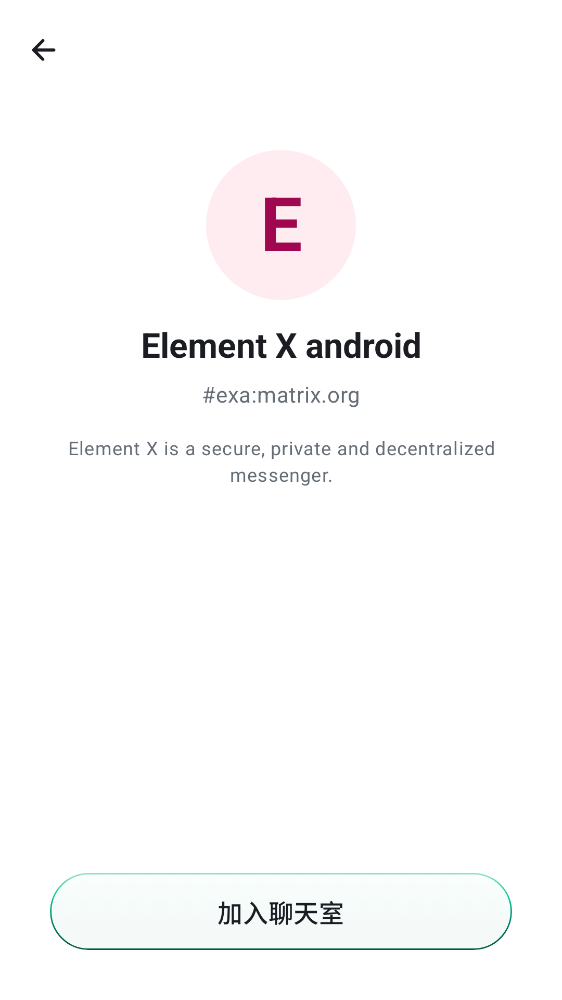 E
Element X android
#exa:matrix.org
Element X is a secure, private and decentralized
messenger.
加入聊天室